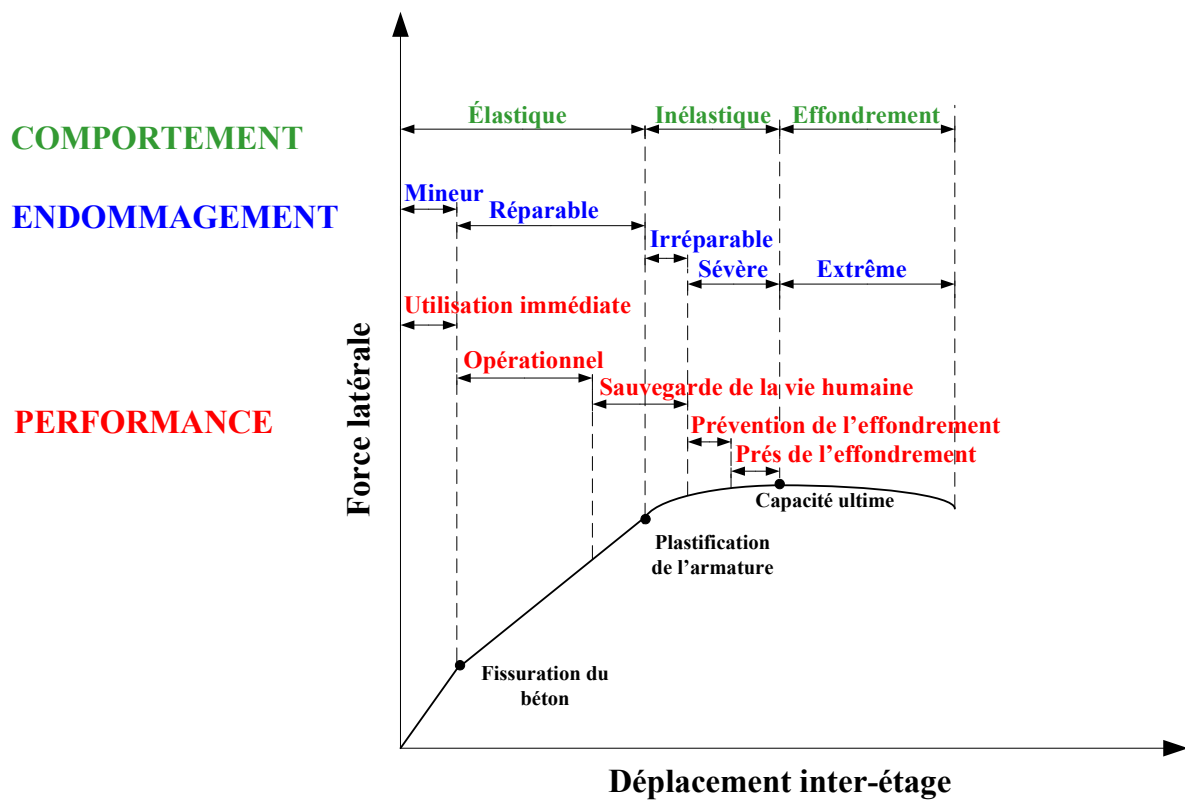 Élastique
Inélastique
Effondrement
COMPORTEMENT
Mineur
ENDOMMAGEMENT
Réparable
Irréparable
Sévère
Extrême
Utilisation immédiate
Opérationnel
Sauvegarde de la vie humaine
PERFORMANCE
Prévention de l'effondrement
Prés de l'effondrement
Force latérale
Capacité ultime
Plastification
de l'armature
Fissuration du
béton
Déplacement inter-étage